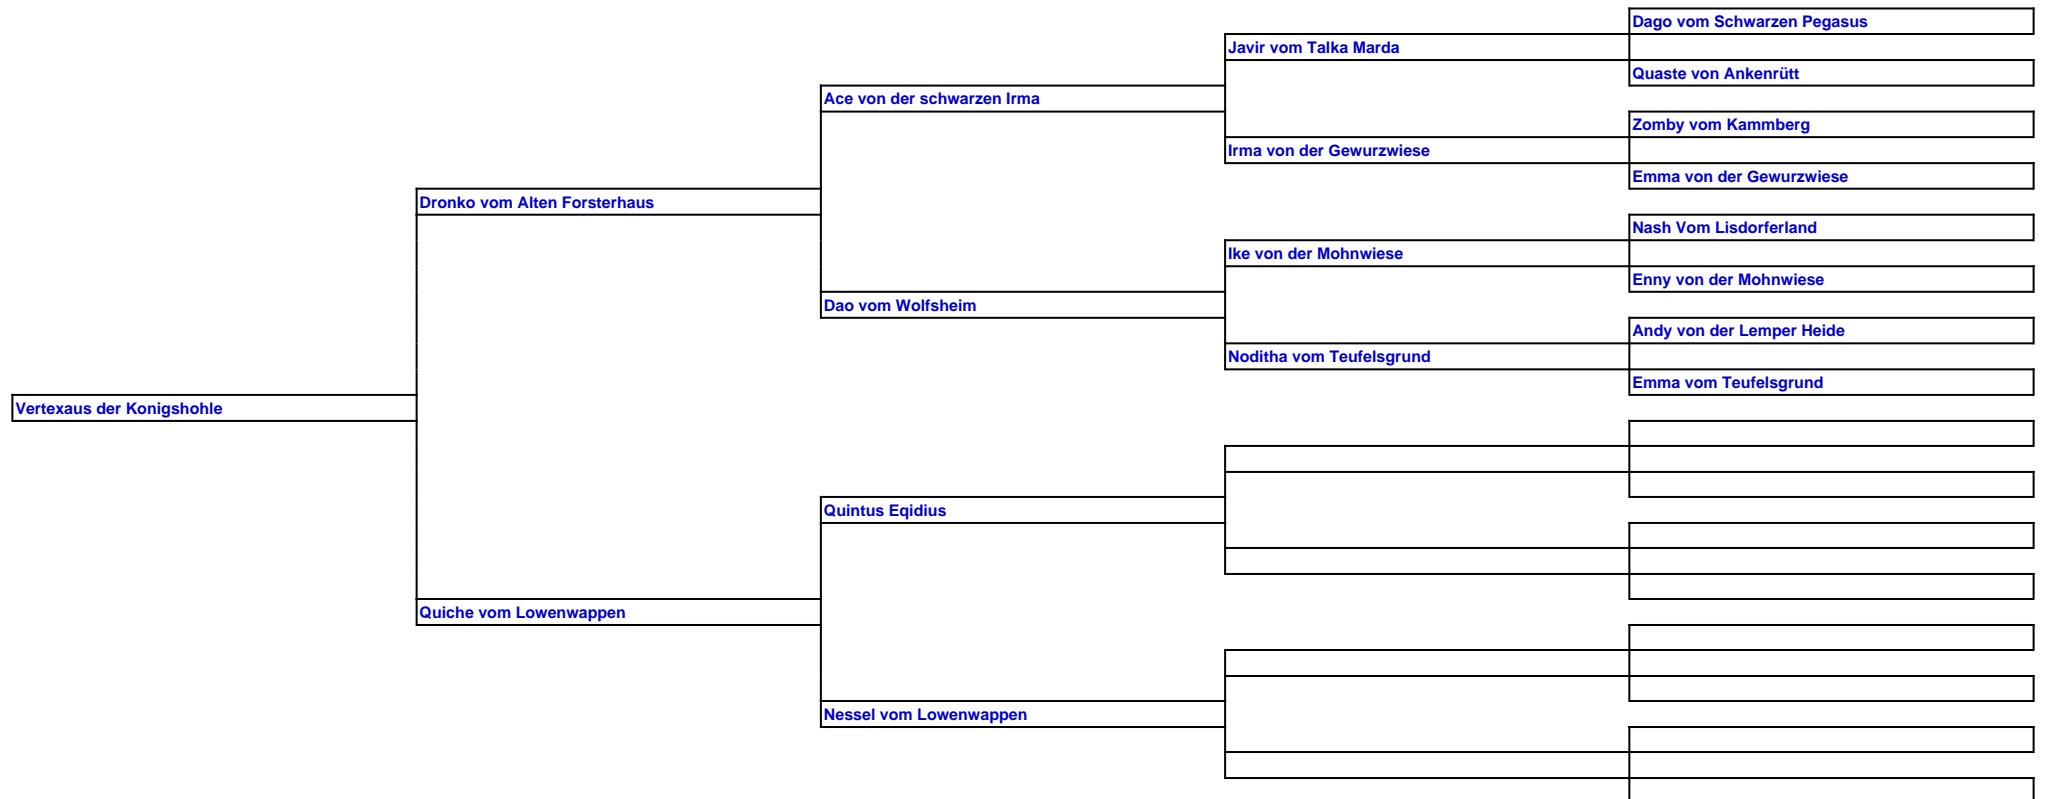 Dago vom Schwarzen Pegasus
Javir vom Talka Marda
Quaste von Ankenrütt
Ace von der schwarzen Irma
Zomby vom Kammberg
Irma von der Gewurzwiese
Emma von der Gewurzwiese
Dronko vom Alten Forsterhaus
Nash Vom Lisdorferland
Ike von der Mohnwiese
Enny von der Mohnwiese
Dao vom Wolfsheim
Andy von der Lemper Heide
Noditha vom Teufelsgrund
Emma vom Teufelsgrund
Vertexaus der Konigshohle
Quintus Eqidius
Quiche vom Lowenwappen
Nessel vom Lowenwappen